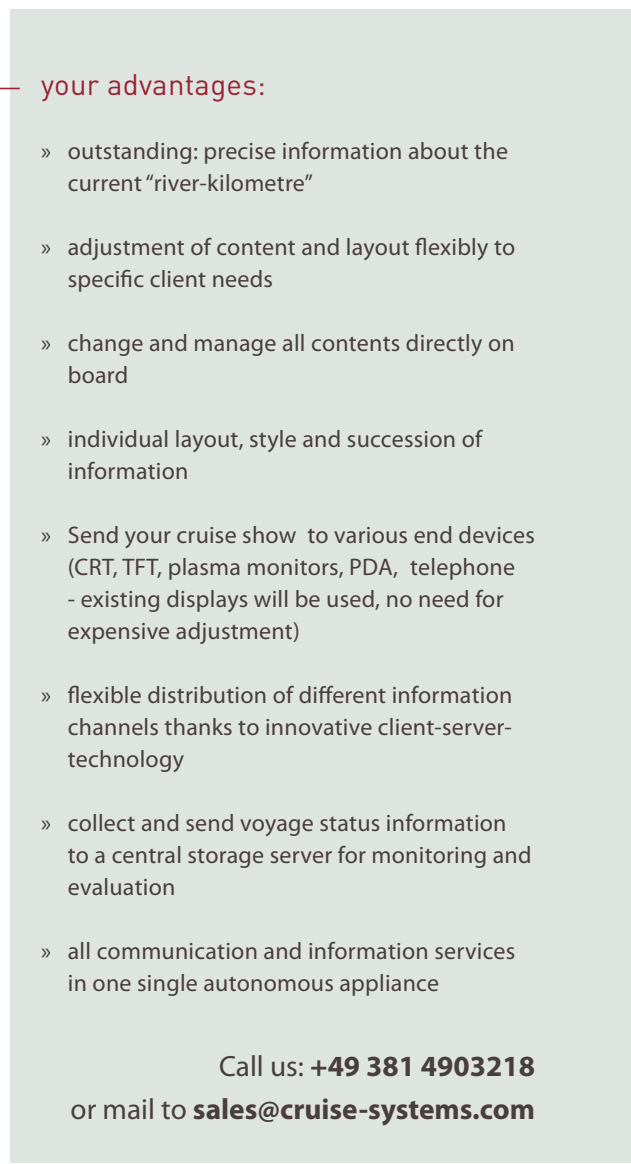 your advantages:
» outstanding: precise information about the
current “river-kilometre”
» adjustment of content and layout flexibly to
specific client needs
» change and manage all contents directly on
board
» individual layout, style and succession of
information
» Send your cruise show  to various end devices
(CRT, TFT, plasma monitors, PDA,  telephone
- existing displays will be used, no need for
expensive adjustment)
» flexible distribution of different information
channels thanks to innovative client-server-
technology
» collect and send voyage status information
to a central storage server for monitoring and
evaluation
» all communication and information services
in one single autonomous appliance
Call us: +49 381 4903218
or mail to sales@cruise-systems.com